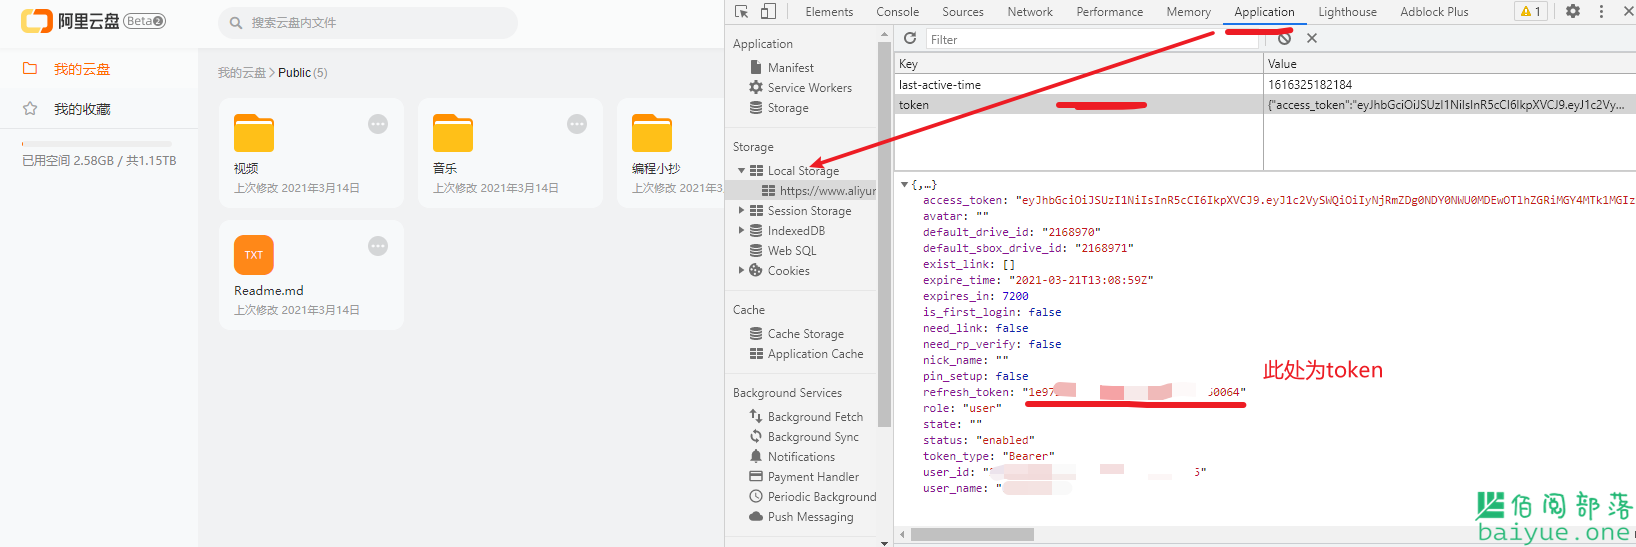 阿里云盘 Beta
搜索云盘内文件
我的云盘
我的收藏
已用空间 2.58GB / 共1.15TB
我的云盘 > Public (5)
视频
上次修改 2021年3月14日
音乐
上次修改 2021年3月14日
编程小抄
上次修改 2021年3月
TXT
Readme.md
上次修改 2021年3月14日
Elements Console Sources Network Performance Memory Application Lighthouse Adblock Plus 1
Application
Manifest
Service Workers
Storage
Storage
Local Storage
https://www.aliyun
Session Storage
IndexedDB
Web SQL
Cookies
Cache
Cache Storage
Application Cache
Background Services
Background Fetch
Background Sync
Notifications
Payment Handler
Periodic Background
Push Messaging
Filter
Key Value
last-active-time 1616325182184
token {"access_token":"eyJhbGciOiJSUzI1NiIsInR5cCI6IkpXVCJ9.eyJ1c2Vy…
{,…}
access_token: "eyJhbGciOiJSUzI1NiIsInR5cCI6IkpXVCJ9.eyJ1c2VySWQiOiIyNjRmZDg0NDY0NWU0MDEwOTlhZGRiMGY4MTk1MGIz
avatar: ""
default_drive_id: "2168970"
default_sbox_drive_id: "2168971"
exist_link: []
expire_time: "2021-03-21T13:08:59Z"
expires_in: 7200
is_first_login: false
need_link: false
need_rp_verify: false
nick_name: ""
pin_setup: false
refresh_token: "1e97 0064"
role: "user"
state: ""
status: "enabled"
token_type: "Bearer"
user_id: " 5"
user_name: "
此处为token
佰阅部落
baiyue.one